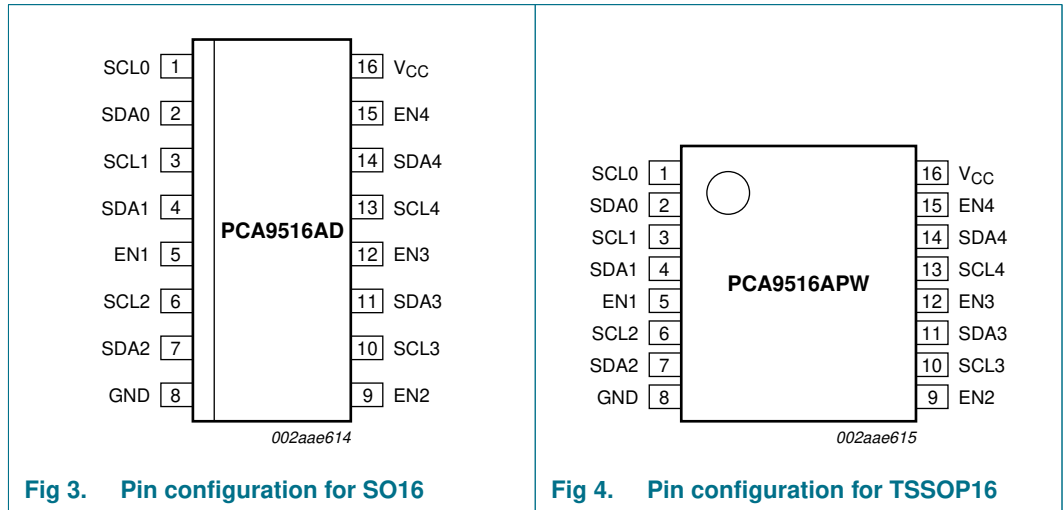 SCL0 1 16 VCC
SDA0 2 15 EN4
SCL1 3 14 SDA4
SDA1 4 13 SCL4
PCA9516AD
EN1 5 12 EN3
SCL2 6 11 SDA3
SDA2 7 10 SCL3
GND 8 9 EN2
002aae614
Fig 3. Pin configuration for SO16
SCL0 1 16 VCC
SDA0 2 15 EN4
SCL1 3 14 SDA4
SDA1 4 13 SCL4
PCA9516APW
EN1 5 12 EN3
SCL2 6 11 SDA3
SDA2 7 10 SCL3
GND 8 9 EN2
002aae615
Fig 4. Pin configuration for TSSOP16